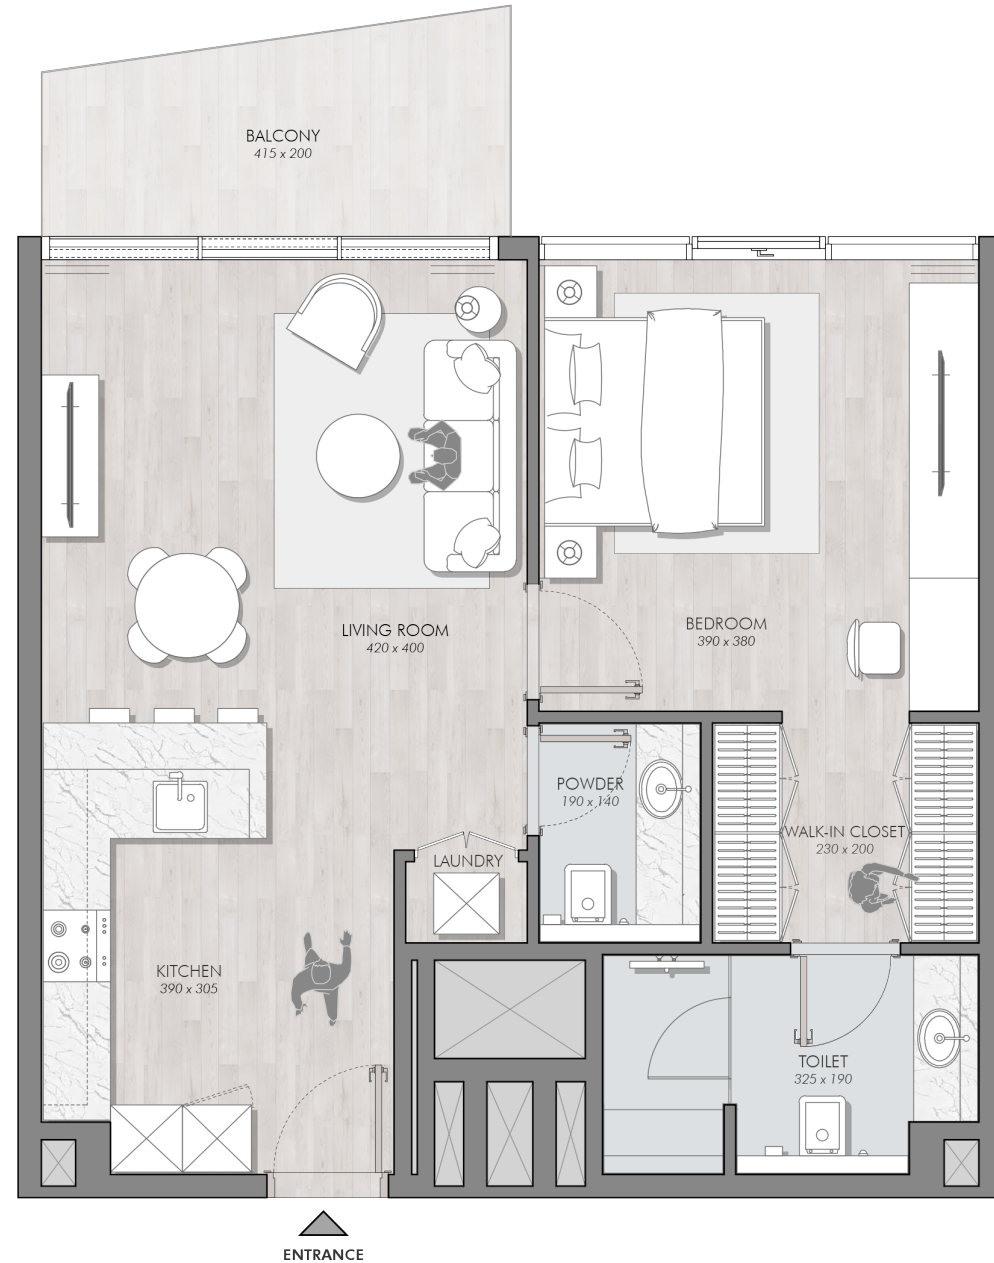 BALCONY
415 x 200
LIVING ROOM
420 x 400
BEDROOM
390 x 380
POWDER
190 x 140
WALK-IN CLOSET
230 x 200
LAUNDRY
KITCHEN
390 x 305
TOILET
325 x 190
ENTRANCE